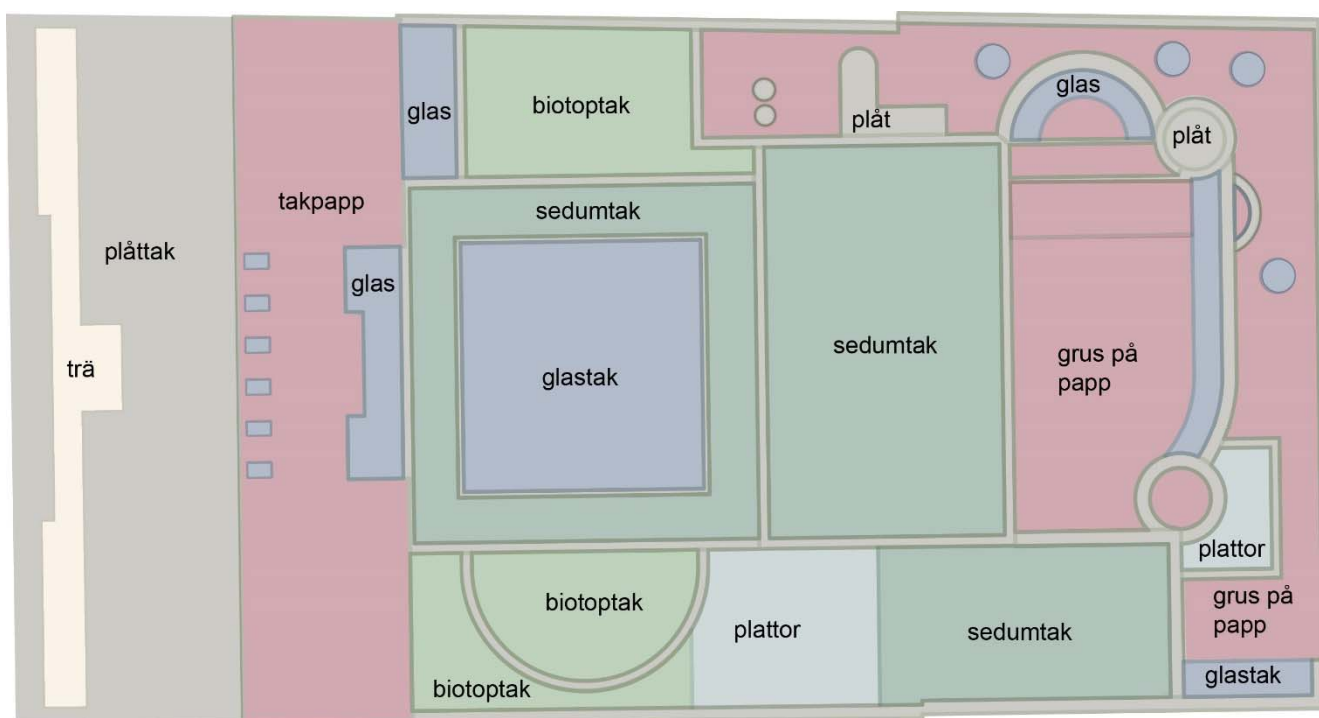 glas
biotoptak
plåt
glas
plåt
takpapp
sedumtak
plåttak
glas
trä
glastak
sedumtak
grus på
papp
plattor
biotoptak
plattor
sedumtak
grus på
papp
biotoptak
glastak